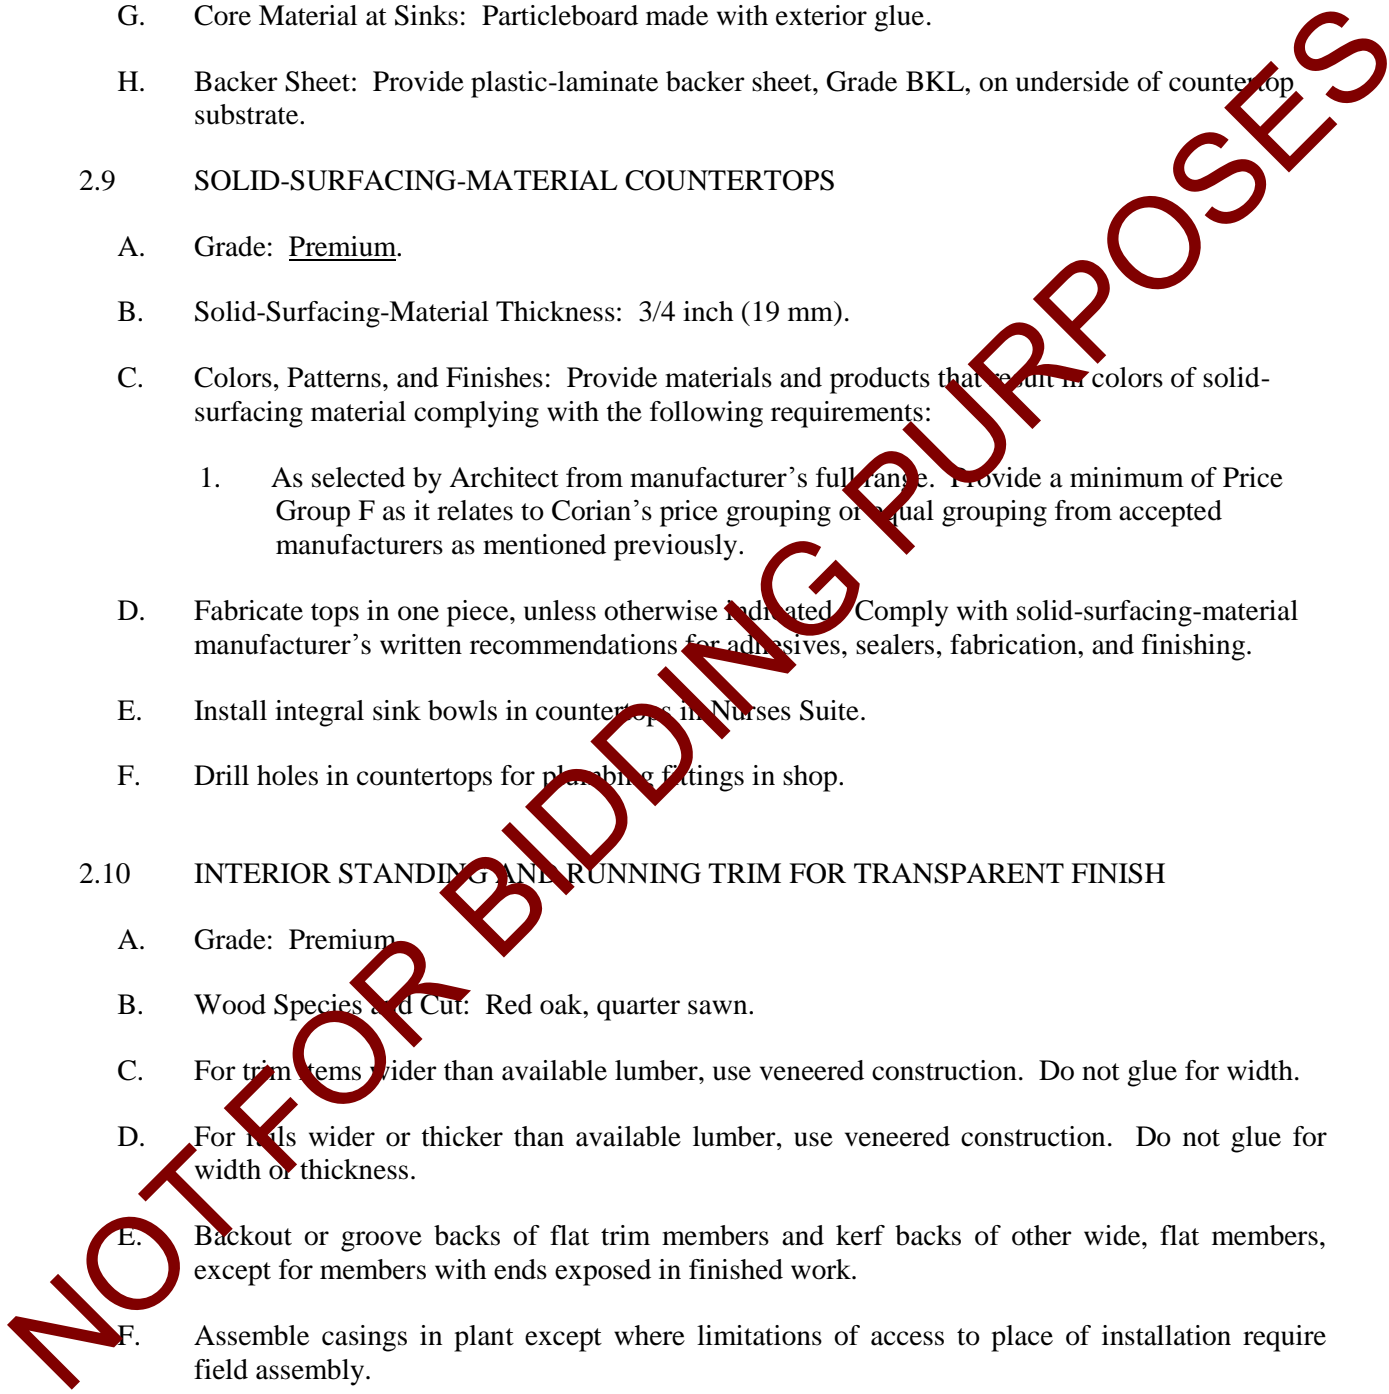 G. Core Material at Sinks: Particleboard made with exterior glue.
H. Backer Sheet: Provide plastic-laminate backer sheet, Grade BKL, on underside of countertop
substrate.
2.9 SOLID-SURFACING-MATERIAL COUNTERTOPS
A. Grade: Premium.
B. Solid-Surfacing-Material Thickness: 3/4 inch (19 mm).
C. Colors, Patterns, and Finishes: Provide materials and products that result in colors of solid-
surfacing material complying with the following requirements:
1. As selected by Architect from manufacturer’s full range. Provide a minimum of Price
Group F as it relates to Corian’s price grouping or equal grouping from accepted
manufacturers as mentioned previously.
D. Fabricate tops in one piece, unless otherwise indicated. Comply with solid-surfacing-material
manufacturer’s written recommendations for adhesives, sealers, fabrication, and finishing.
E. Install integral sink bowls in countertops in Nurses Suite.
F. Drill holes in countertops for plumbing fittings in shop.
2.10 INTERIOR STANDING AND RUNNING TRIM FOR TRANSPARENT FINISH
A. Grade: Premium.
B. Wood Species and Cut: Red oak, quarter sawn.
C. For trim items wider than available lumber, use veneered construction. Do not glue for width.
D. For rails wider or thicker than available lumber, use veneered construction. Do not glue for
width or thickness.
E. Backout or groove backs of flat trim members and kerf backs of other wide, flat members,
except for members with ends exposed in finished work.
F. Assemble casings in plant except where limitations of access to place of installation require
field assembly.
NOT FOR BIDDING PURPOSES